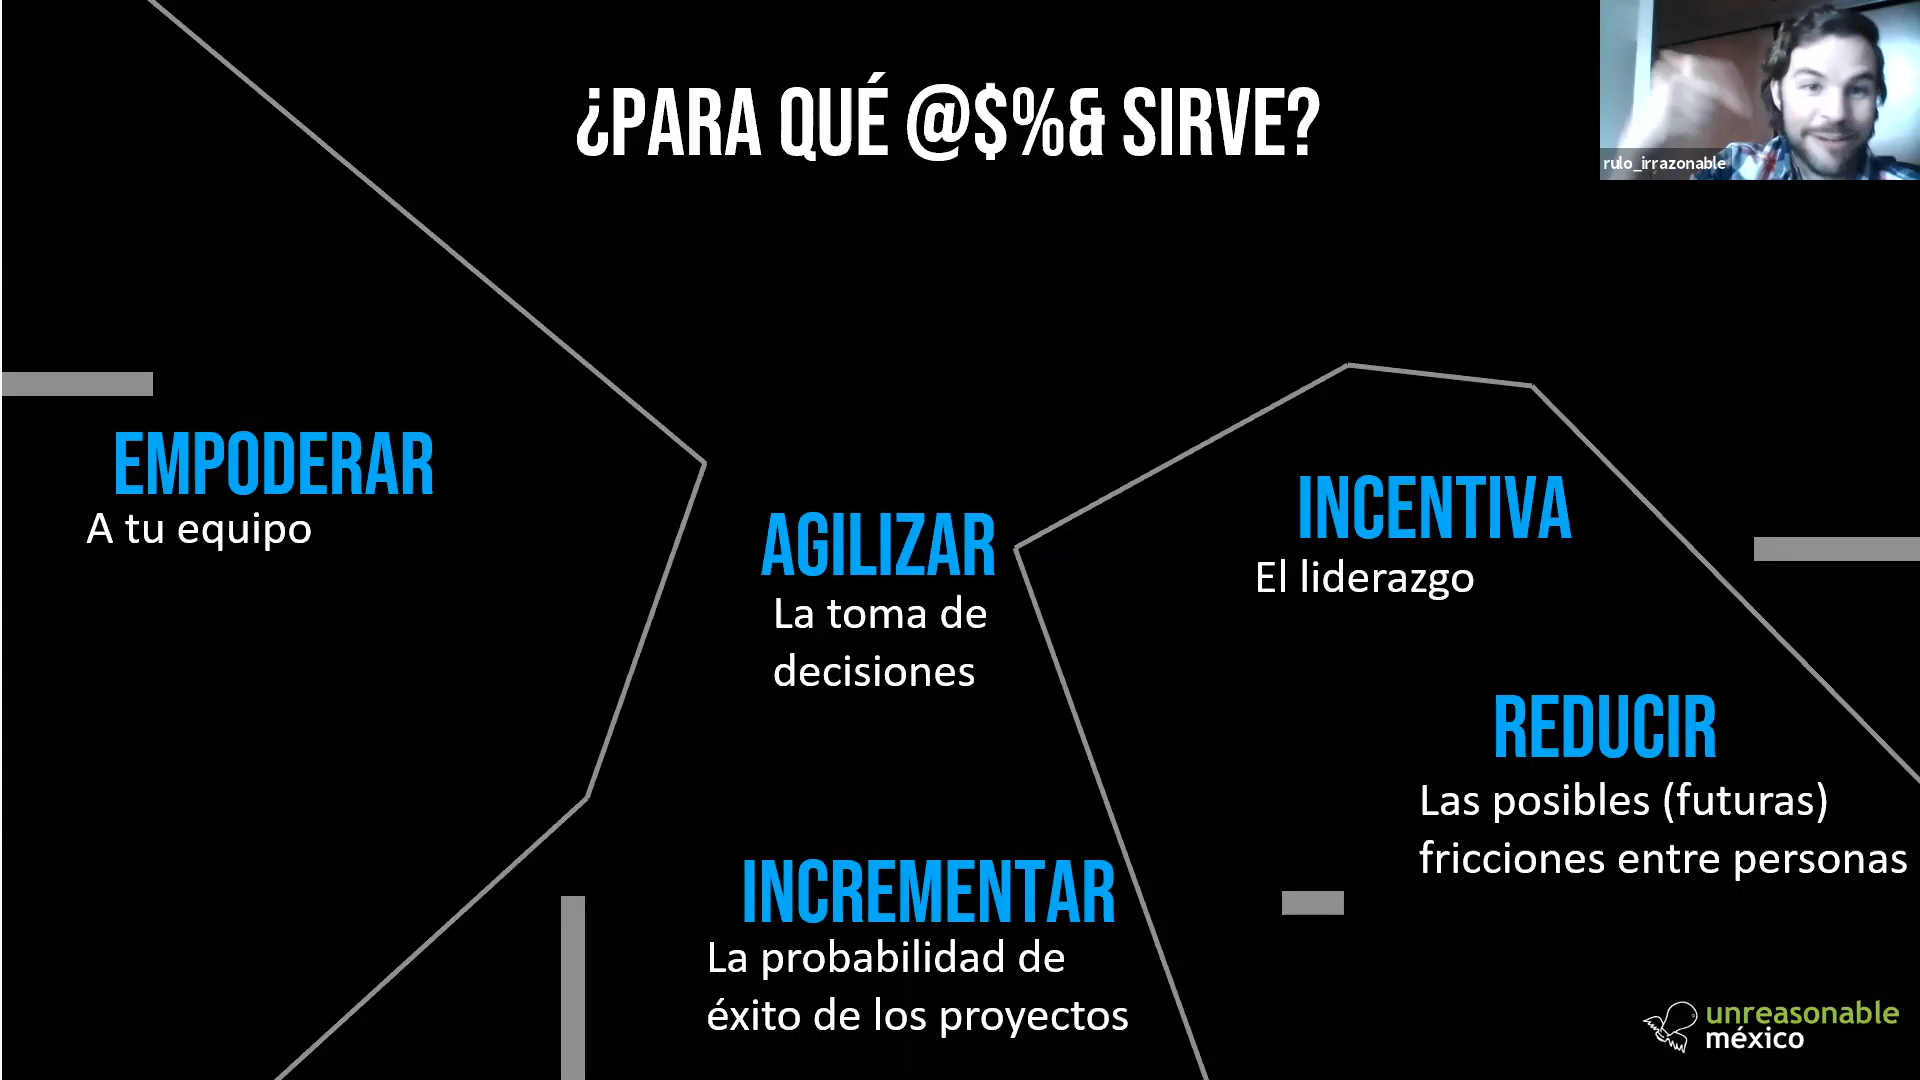 ¿PARA QUÉ @$%& SIRVE?
rulo_irrazonable
EMPODERAR
A tu equipo
AGILIZAR
La toma de
decisiones
INCREMENTAR
La probabilidad de
éxito de los proyectos
INCENTIVA
El liderazgo
REDUCIR
Las posibles (futuras)
fricciones entre personas
unreasonable
méxico